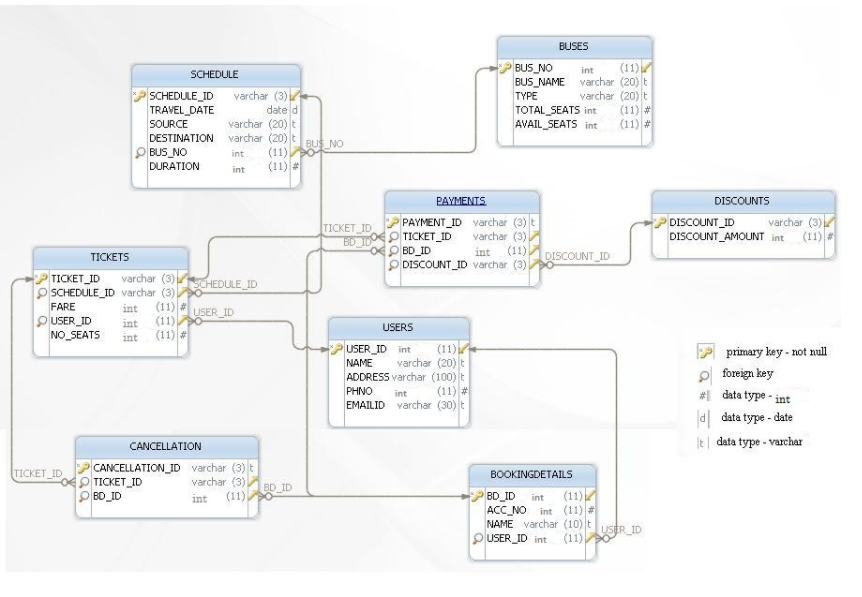 BUSES
BUS_NO int (11)
BUS_NAME varchar (20) t
TYPE varchar (20) t
TOTAL_SEATS int (11) #
AVAIL_SEATS int (11) #
SCHEDULE
SCHEDULE_ID varchar (3)
TRAVEL_DATE date d
SOURCE varchar (20) t
DESTINATION varchar (20) t
BUS_NO int (11)
DURATION int (11) #
BUS_NO
PAYMENTS
PAYMENT_ID varchar (3) t
TICKET_ID varchar (3)
BD_ID int (11)
DISCOUNT_ID varchar (3)
TICKET_ID
BD_ID
DISCOUNT_ID
DISCOUNTS
DISCOUNT_ID varchar (3)
DISCOUNT_AMOUNT int (11) #
TICKETS
TICKET_ID varchar (3)
SCHEDULE_ID varchar (3)
FARE int (11) #
USER_ID int (11)
NO_SEATS int (11) #
SCHEDULE_ID
USER_ID
USERS
USER_ID int (11)
NAME varchar (20) t
ADDRESS varchar (100) t
PHNO int (11) #
EMAILID varchar (30) t
primary key - not null
foreign key
# data type - int
d data type - date
t data type - varchar
CANCELLATION
CANCELLATION_ID varchar (3) t
TICKET_ID varchar (3)
BD_ID int (11)
TICKET_ID
BD_ID
BOOKINGDETAILS
BD_ID int (11)
ACC_NO int (11) #
NAME varchar (10) t
USER_ID int (11)
USER_ID